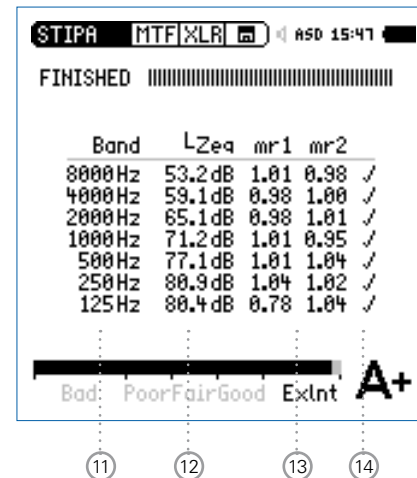 STIPA MTF XLR ASD 15:47
FINISHED
Band LZeq mr1 mr2
8000Hz 53.2dB 1.01 0.98 ✓
4000Hz 59.1dB 0.98 1.00 ✓
2000Hz 65.1dB 0.98 1.01 ✓
1000Hz 71.2dB 1.01 0.95 ✓
500Hz 77.1dB 1.01 1.04 ✓
250Hz 80.9dB 1.04 1.02 ✓
125Hz 80.4dB 0.78 1.04 ✓
Bad Poor Fair Good Exlnt A+
11 12 13 14